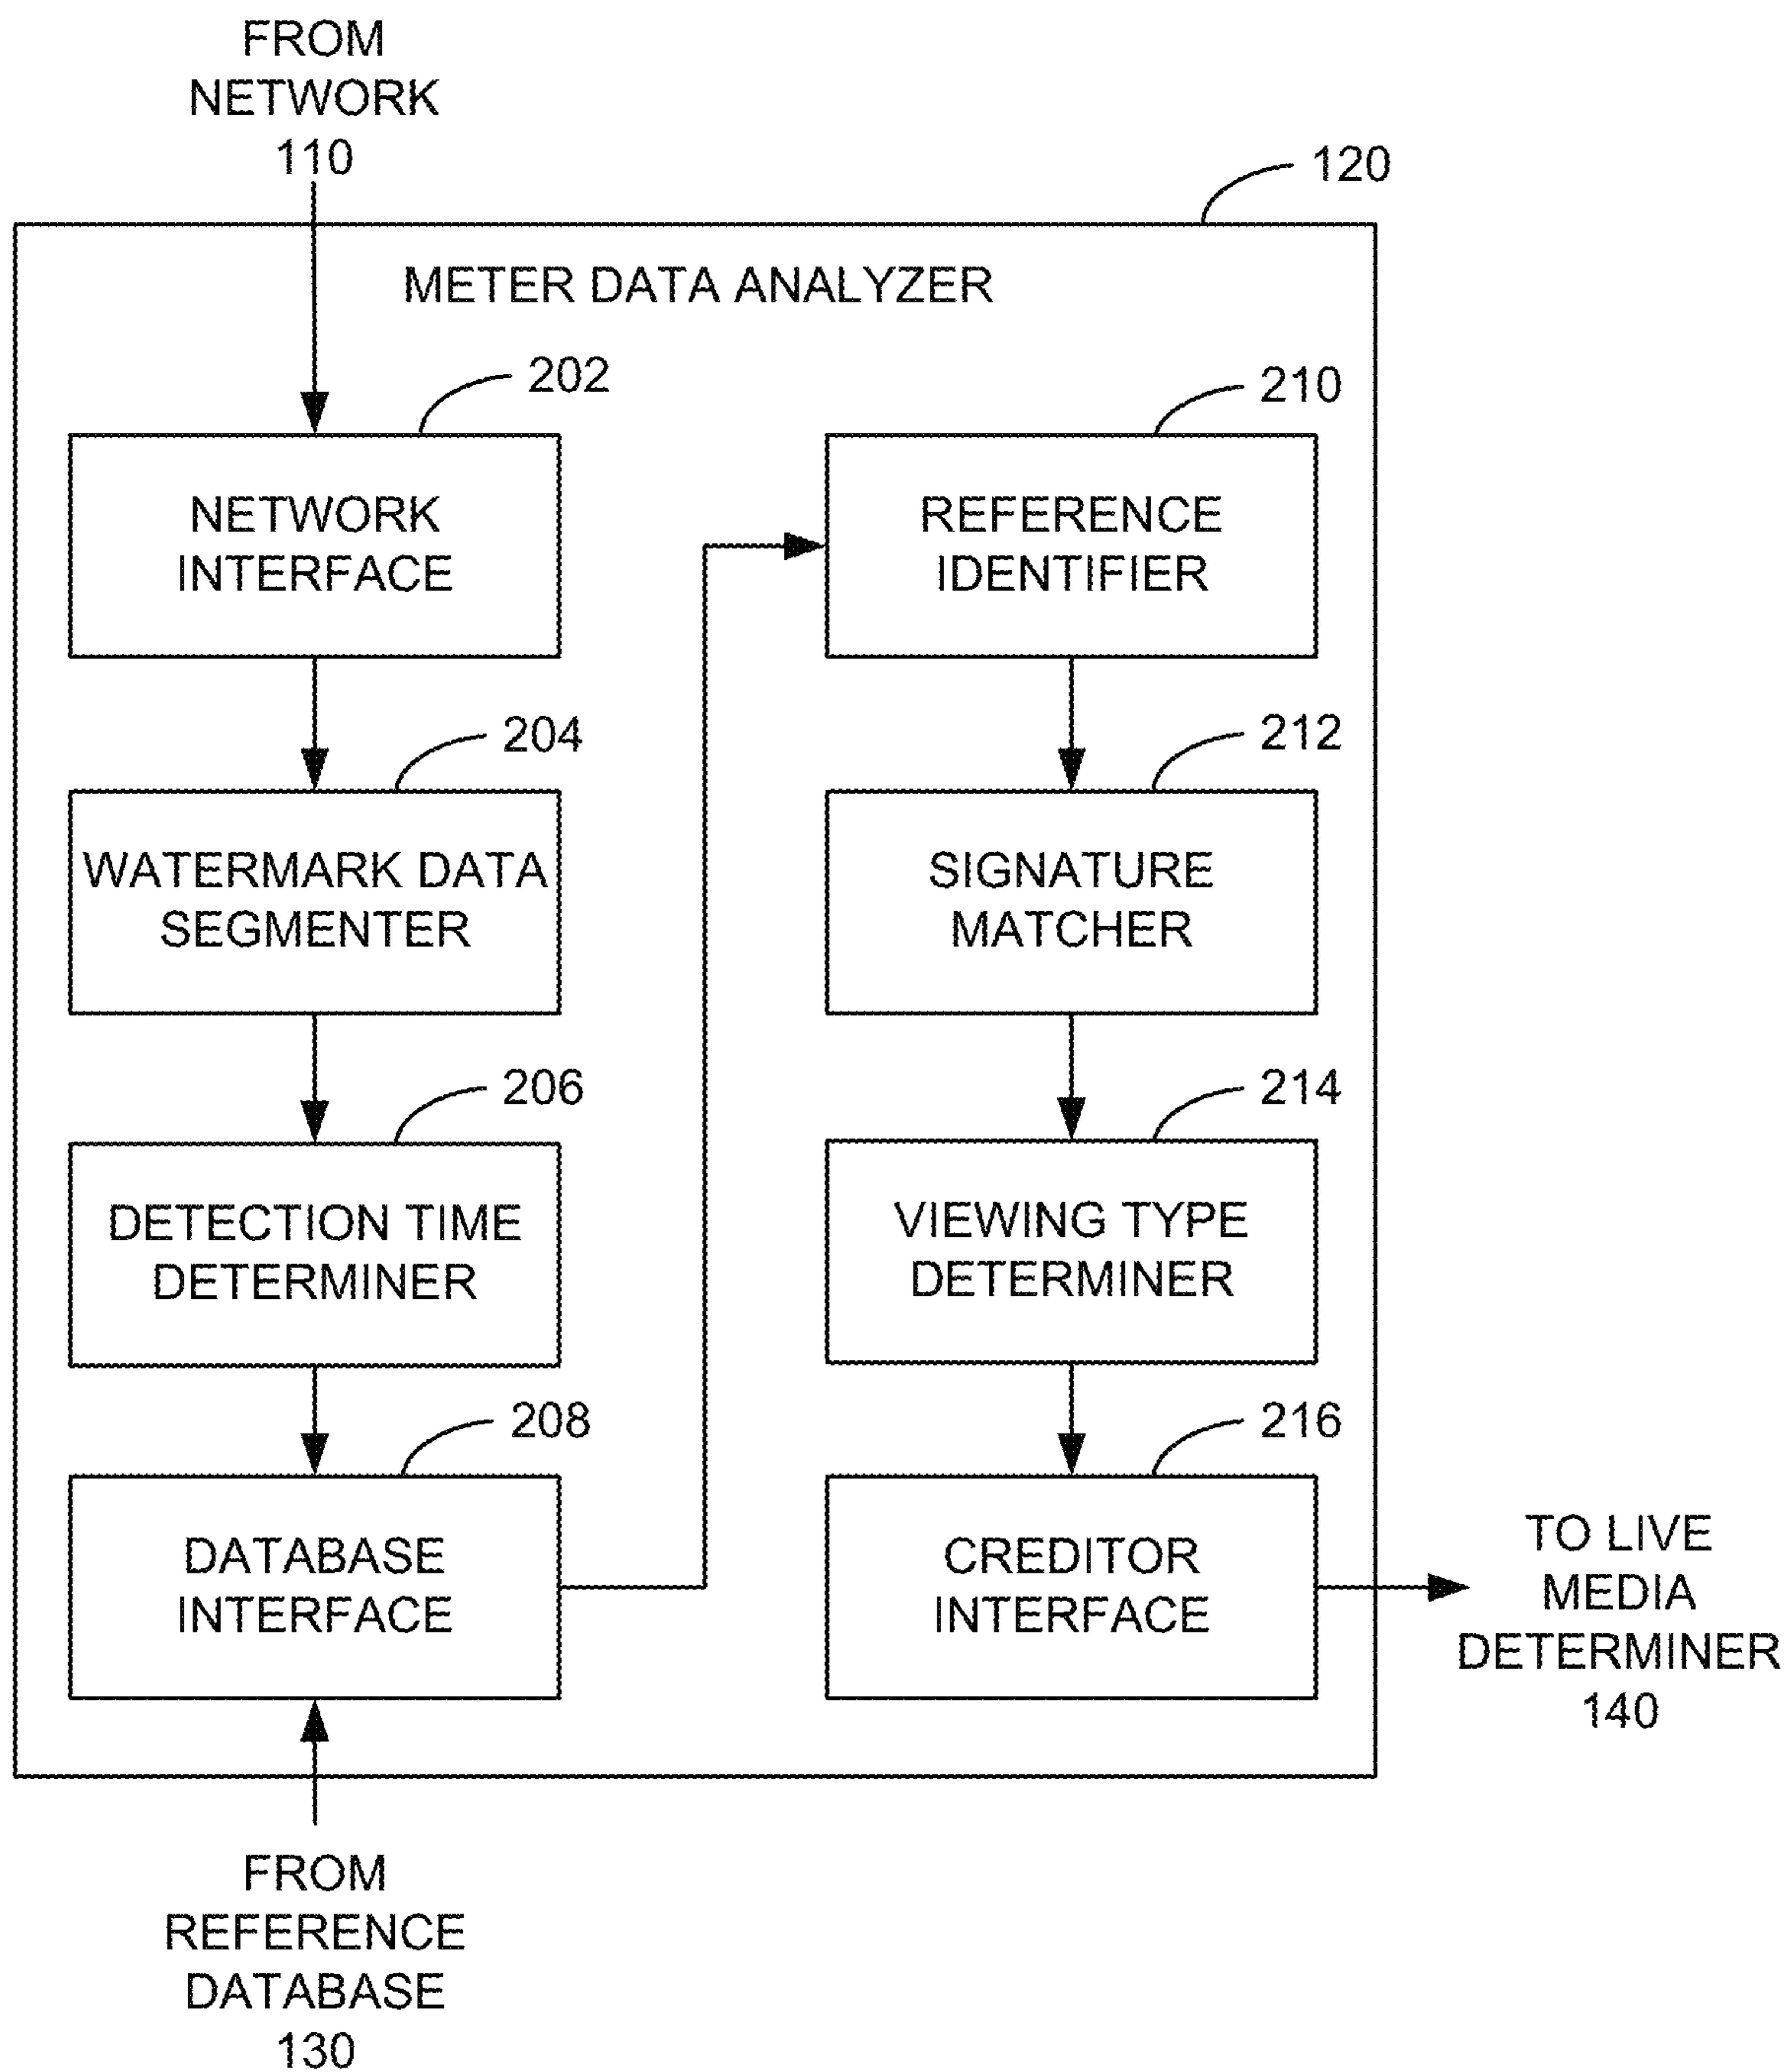 FROM
NETWORK
110
120
METER DATA ANALYZER
202
NETWORK
INTERFACE
204
WATERMARK DATA
SEGMENTER
206
DETECTION TIME
DETERMINER
208
DATABASE
INTERFACE
210
REFERENCE
IDENTIFIER
212
SIGNATURE
MATCHER
214
VIEWING TYPE
DETERMINER
216
CREDITOR
INTERFACE
TO LIVE
MEDIA
DETERMINER
140
FROM
REFERENCE
DATABASE
130